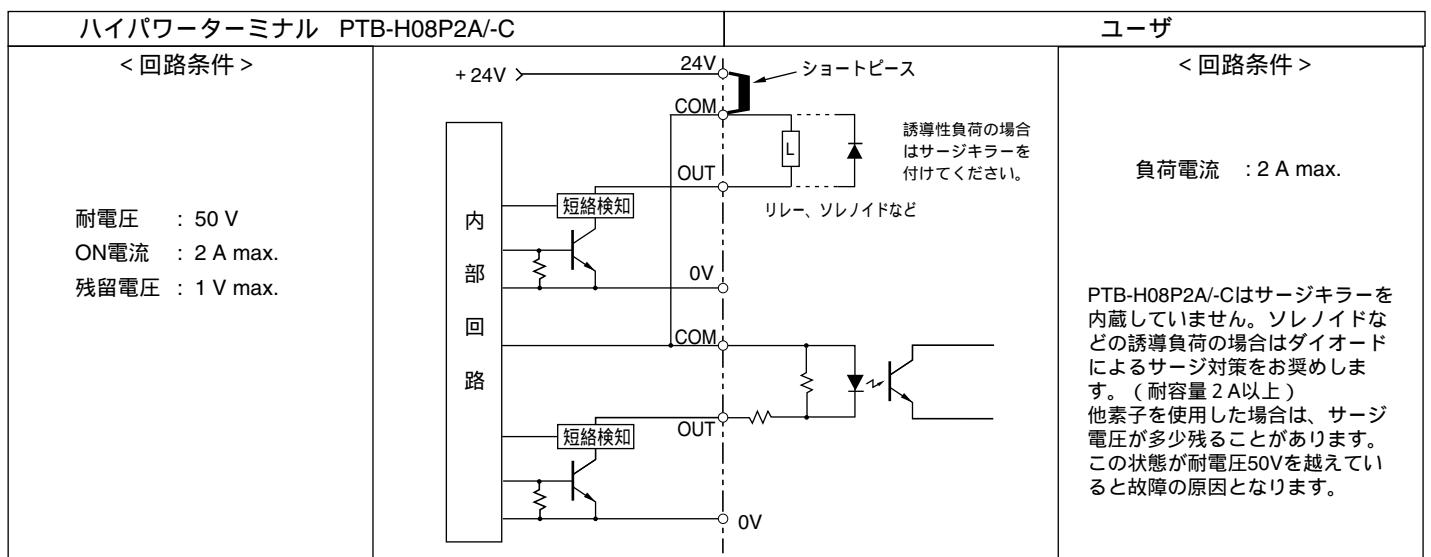 ハイパワーターミナル PTB-H08P2A/-C
ユーザ
<回路条件>
耐電圧 : 50 V
ON電流 : 2 A max.
残留電圧 : 1 V max.
+24V
24V
ショートピース
COM
L
誘導性負荷の場合
はサージキラーを
付けてください。
OUT
短絡検知
リレー、ソレノイドなど
内部回路
0V
COM
OUT
短絡検知
0V
<回路条件>
負荷電流 : 2 A max.
PTB-H08P2A/-Cはサージキラーを
内蔵していません。ソレノイドな
どの誘導負荷の場合はダイオード
によるサージ対策をお奨めしま
す。(耐容量2A以上)
他素子を使用した場合は、サージ
電圧が多少残ることがあります。
この状態が耐電圧50Vを越えてい
ると故障の原因となります。